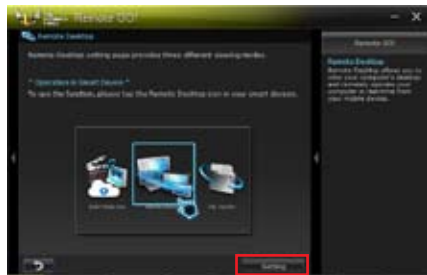 Remote GO!
Remote Desktop
Remote Desktop setting page provides three different viewing modes.
* Operation in Smart Device *
To use the function, please tap the Remote Desktop icon in your smart devices.
Setting
Remote GO!
Remote Desktop
Remote Desktop allows you to view your computer's desktop and remotely operate your computer in real-time from your mobile device.